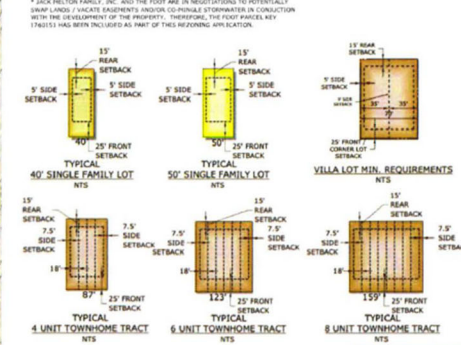 * JACK MELTON FAMILY, INC. AND THE FOOT ARE IN NEGOTIATIONS TO POTENTIALLY
SWAP LANDS / VACATE EASEMENTS AND/OR CO-MINGLE STORMWATER IN CONJUCTION
WITH THE DEVELOPMENT OF THE PROPERTY. THEREFORE, THE FOOT PARCEL KEY
1760151 HAS BEEN INCLUDED AS PART OF THIS REZONING APPLICATION.
15'
REAR
SETBACK
5' SIDE
SETBACK
5' SIDE
SETBACK
40'
25' FRONT
SETBACK
TYPICAL
40' SINGLE FAMILY LOT
NTS
15'
REAR
SETBACK
5' SIDE
SETBACK
5' SIDE
SETBACK
50'
25' FRONT
SETBACK
TYPICAL
50' SINGLE FAMILY LOT
NTS
15' REAR
SETBACK
5' SIDE
SETBACK
SETBACK
35'
35'
70'
25' FRONT /
CORNER LOT
SETBACK
VILLA LOT MIN. REQUIREMENTS
NTS
15'
REAR
SETBACK
7.5'
SIDE
SETBACK
7.5'
SIDE
SETBACK
18'
87'
25' FRONT
SETBACK
TYPICAL
4 UNIT TOWNHOME TRACT
NTS
15'
REAR
SETBACK
7.5'
SIDE
SETBACK
7.5'
SIDE
SETBACK
18'
123'
25' FRONT
SETBACK
TYPICAL
6 UNIT TOWNHOME TRACT
NTS
15'
REAR
SETBACK
7.5'
SIDE
SETBACK
7.5'
SIDE
SETBA
18'
159'
25' FRONT
SETBACK
TYPICAL
8 UNIT TOWNHOME TRACT
NTS